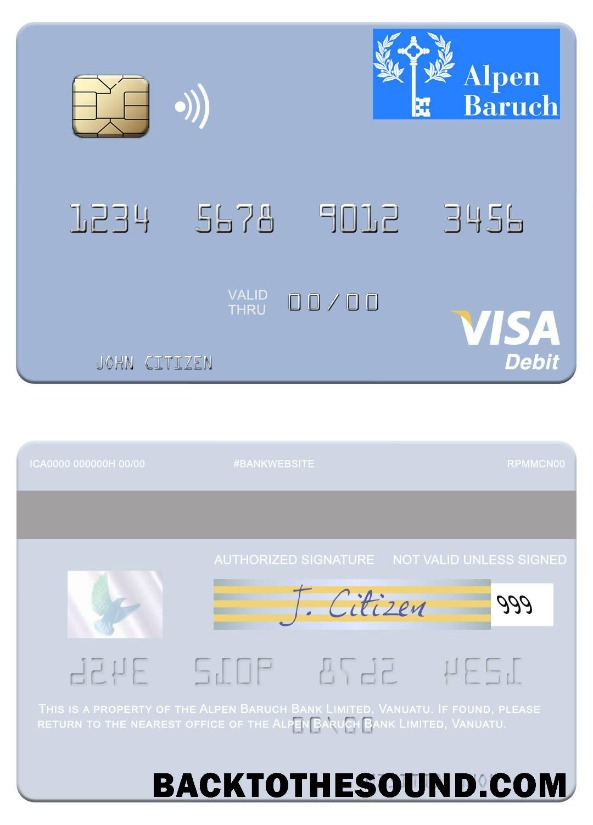 Alpen
Baruch
1234 5678 9012 3456
VALID
THRU
00/00
VISA
Debit
JOHN CITIZEN
ICA0000 000000H 00/00 #BANKWEBSITE RPMMCN00
AUTHORIZED SIGNATURE NOT VALID UNLESS SIGNED
J. Citizen 999
THIS IS A PROPERTY OF THE ALPEN BARUCH BANK LIMITED, VANUATU. IF FOUND, PLEASE
RETURN TO THE NEAREST OFFICE OF THE ALPEN BARUCH BANK LIMITED, VANUATU.
BACKTOTHESOUND.COM